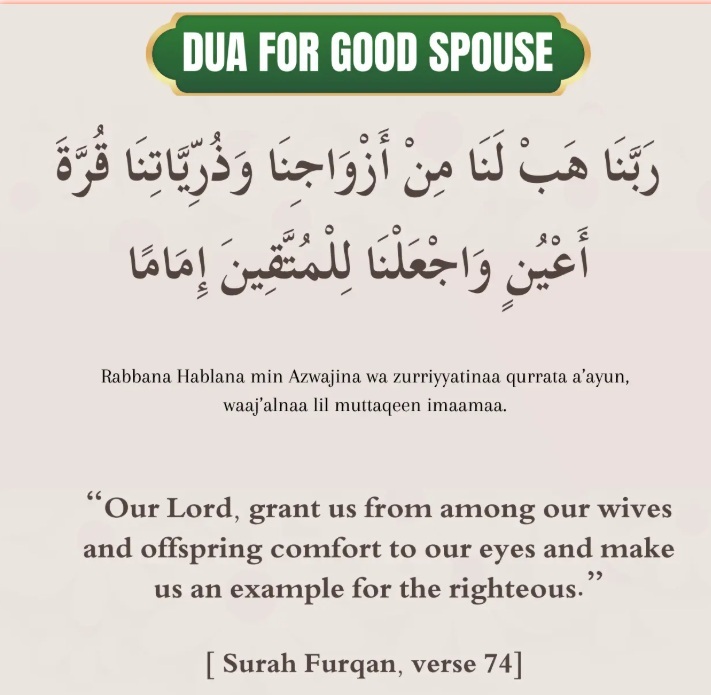 DUA FOR GOOD SPOUSE
رَبَّنَا هَبْ لَنَا مِنْ أَزْوَاجِنَا وَذُرِّيَّاتِنَا قُرَّةَ
أَعْيُنٍ وَاجْعَلْنَا لِلْمُتَّقِينَ إِمَامًا
Rabbana Hablana min Azwajina wa zurriyyatinaa qurrata a'ayun,
waaj'alnaa lil muttaqeen imaamaa.
“Our Lord, grant us from among our wives
and offspring comfort to our eyes and make
us an example for the righteous.”
[ Surah Furqan, verse 74]